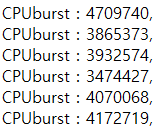 CPUburst : 4709740,
CPUburst : 3865373,
CPUburst : 3932574,
CPUburst : 3474427,
CPUburst : 4070068,
CPUburst : 4172719,